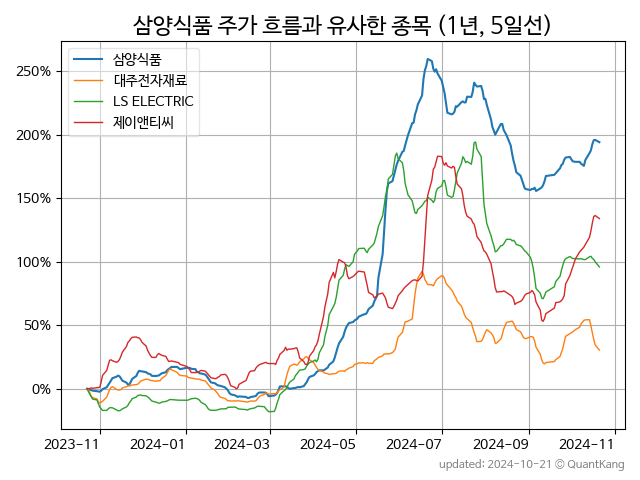 삼양식품 주가 흐름과 유사한 종목 (1년, 5일선)
삼양식품
대주전자재료
LS ELECTRIC
제이앤티씨
250%
200%
150%
100%
50%
0%
2023-11 2024-01 2024-03 2024-05 2024-07 2024-09 2024-11
updated: 2024-10-21 © QuantKang